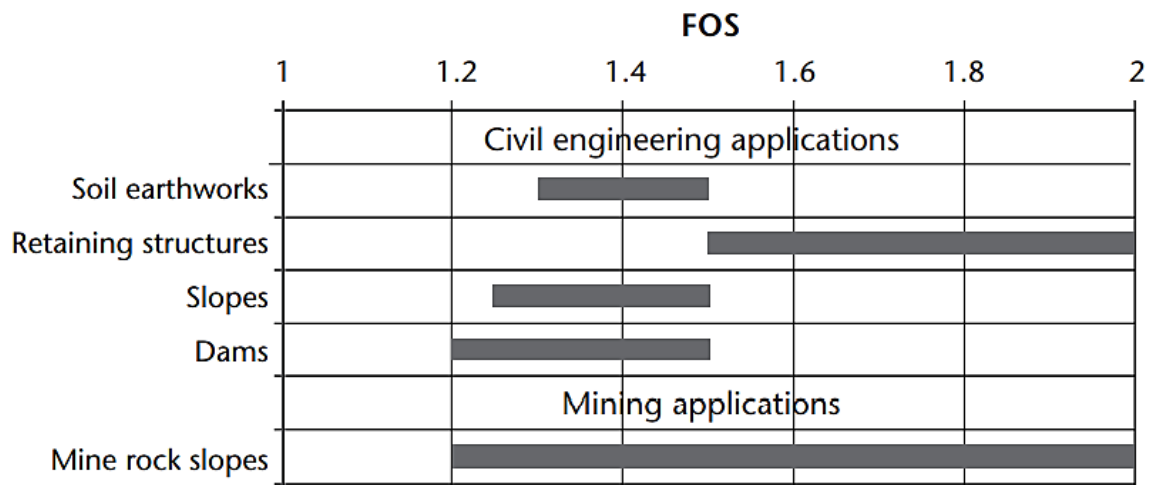 FOS
1 1.2 1.4 1.6 1.8 2
Civil engineering applications
Soil earthworks
Retaining structures
Slopes
Dams
Mining applications
Mine rock slopes